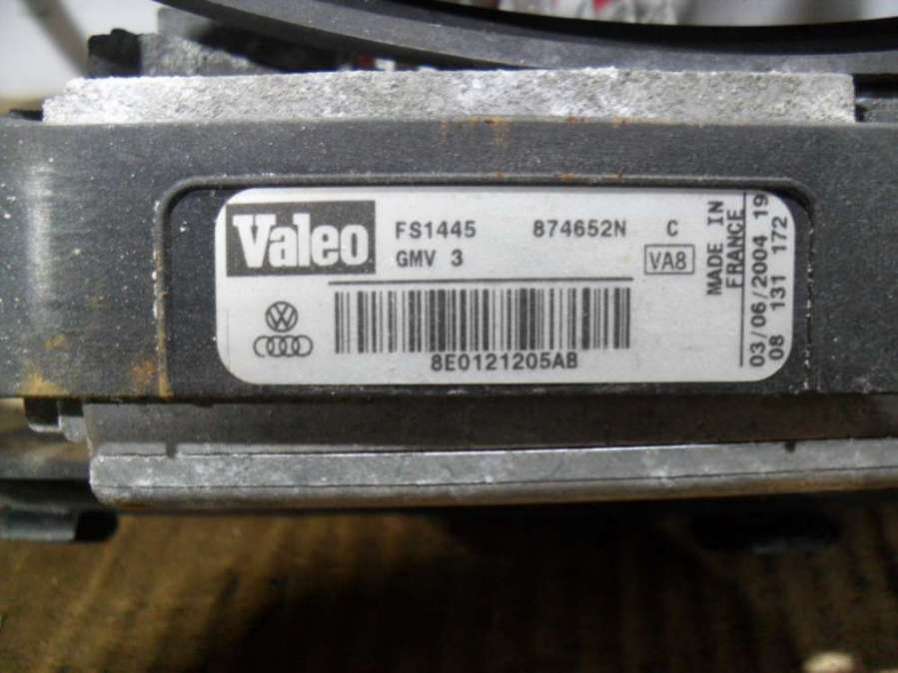 Valeo
FS1445 874652N C
GMV 3 VA8
8E0121205AB
MADE IN
FRANCE
03/06/2004 19
08 131 172